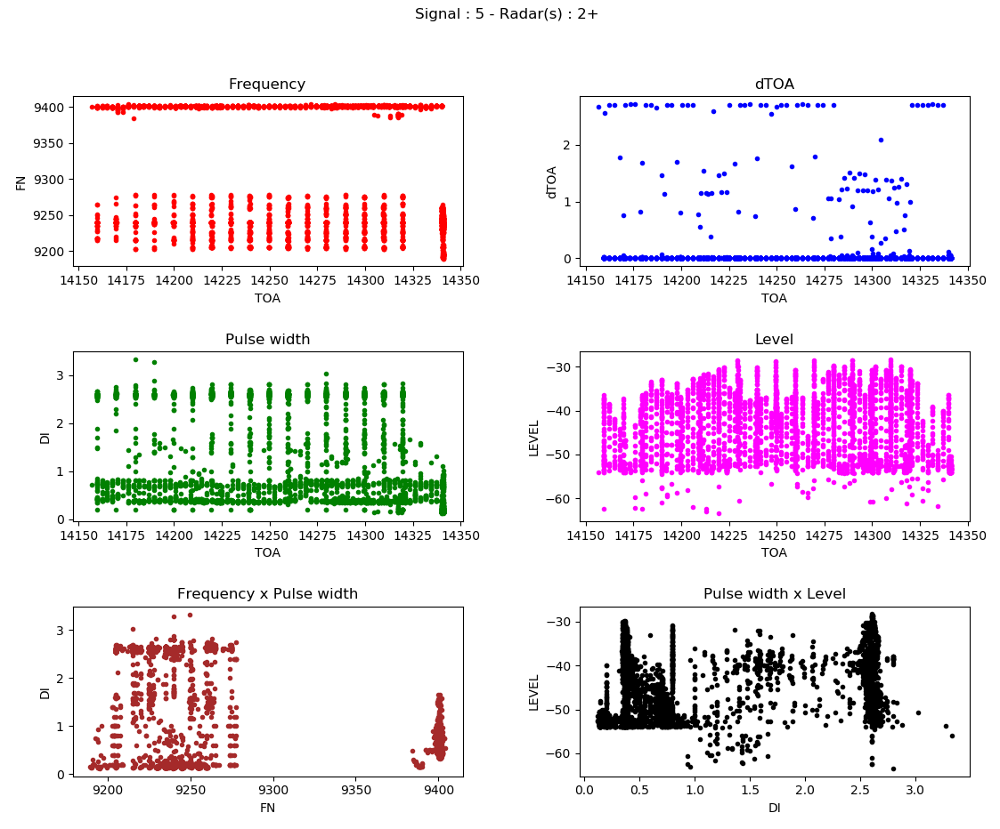 Signal : 5 - Radar(s) : 2+
Frequency
dTOA
FN
9400
9350
9300
9250
9200
14150 14175 14200 14225 14250 14275 14300 14325 14350
TOA
dTOA
2
1
0
14150 14175 14200 14225 14250 14275 14300 14325 14350
TOA
Pulse width
Level
DI
3
2
1
0
14150 14175 14200 14225 14250 14275 14300 14325 14350
TOA
LEVEL
−30
−40
−50
−60
14150 14175 14200 14225 14250 14275 14300 14325 14350
TOA
Frequency x Pulse width
Pulse width x Level
DI
3
2
1
0
9200 9250 9300 9350 9400
FN
LEVEL
−30
−40
−50
−60
0.0 0.5 1.0 1.5 2.0 2.5 3.0
DI